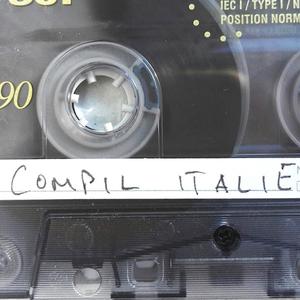 IEC I / TYPE I / N
POSITION NORM
90
COMPIL ITALIE